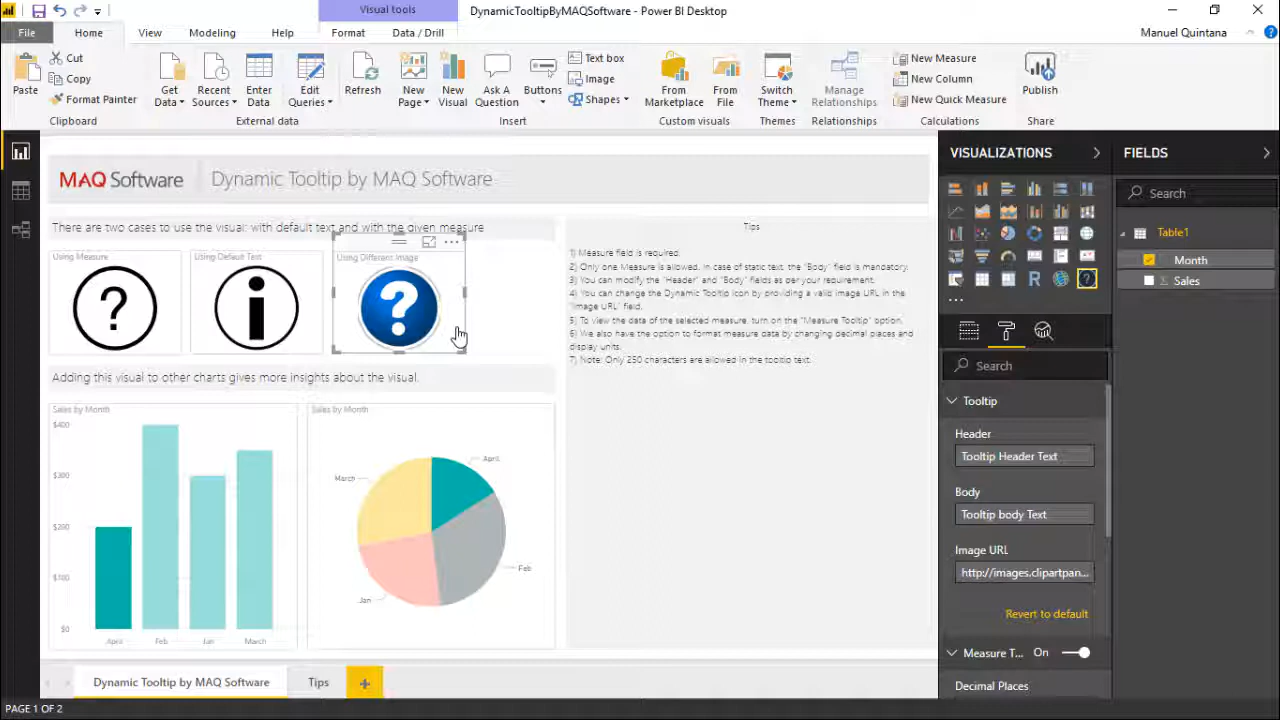 Visual tools
DynamicTooltipByMAQSoftware - Power BI Desktop
File Home View Modeling Help Format Data / Drill
Manuel Quintana
Paste
Cut
Copy
Format Painter
Clipboard
Get Data
Recent Sources
Enter Data
Edit Queries
External data
Refresh
New Page
New Visual
Ask A Question
Buttons
Text box
Image
Shapes
Insert
From Marketplace
From File
Custom visuals
Switch Theme
Themes
Manage Relationships
Relationships
New Measure
New Column
New Quick Measure
Calculations
Publish
Share
MAQ Software
Dynamic Tooltip by MAQ Software
There are two cases to use the visual: with default text and with the given measure
Using Measure
Using Default Text
Using Different Image
Tips
1) Measure field is required.
2) Only one Measure is allowed. In case of static text, the "Body" field is mandatory.
3) You can modify the "Header" and "Body" fields as per your requirement.
4) You can change the Dynamic Tooltip icon by providing a valid image URL in the
"Image URL" field.
5) To view the data of the selected measure, turn on the "Measure Tooltip" option.
6) We also have the option to format measure data by changing decimal places and
display units.
7) Note: Only 250 characters are allowed in the tooltip text.
Adding this visual to other charts gives more insights about the visual.
Sales by Month
$400
$300
$200
$100
$0
April Feb Jan March
Sales by Month
April
March
Feb
Jan
Dynamic Tooltip by MAQ Software
Tips
PAGE 1 OF 2
VISUALIZATIONS
R
Search
Tooltip
Header
Tooltip Header Text
Body
Tooltip body Text
Image URL
http://images.clipartpan...
Revert to default
Measure T... On
Decimal Places
FIELDS
Search
Table1
Month
Sales